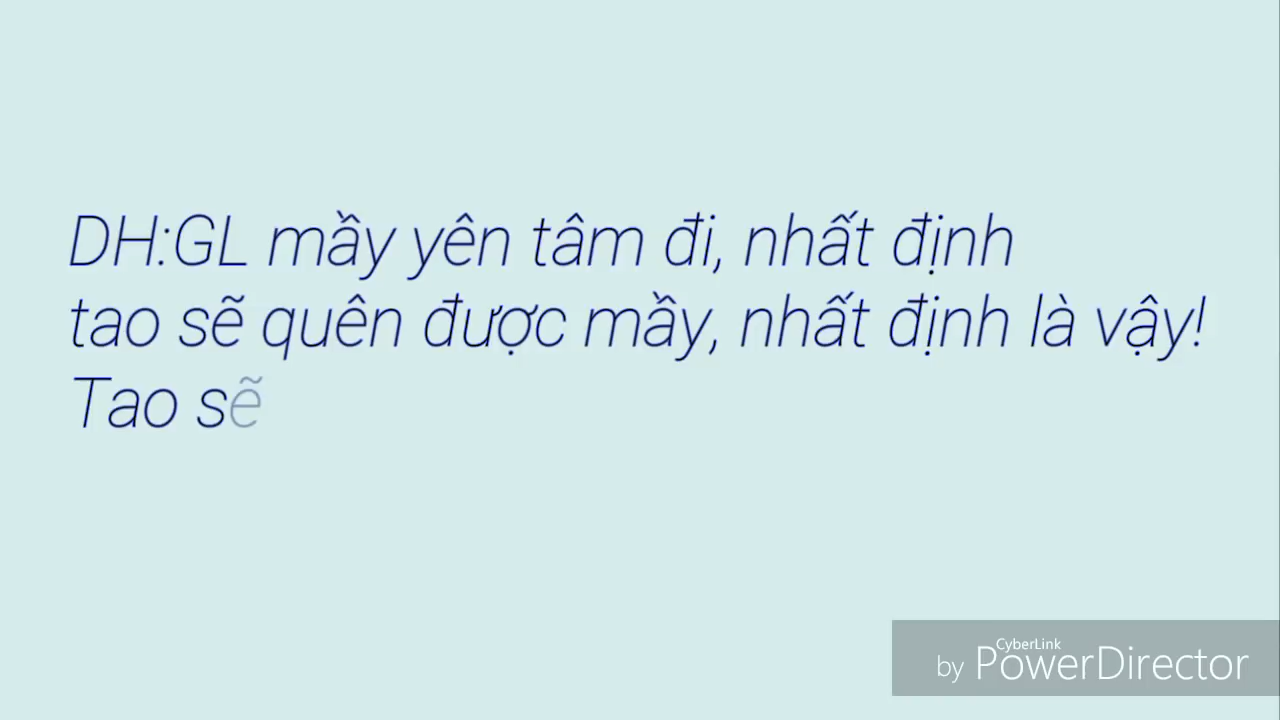 DH:GL mầy yên tâm đi, nhất định
tao sẽ quên được mầy, nhất định là vậy!
Tao sẽ
CyberLink
by PowerDirector